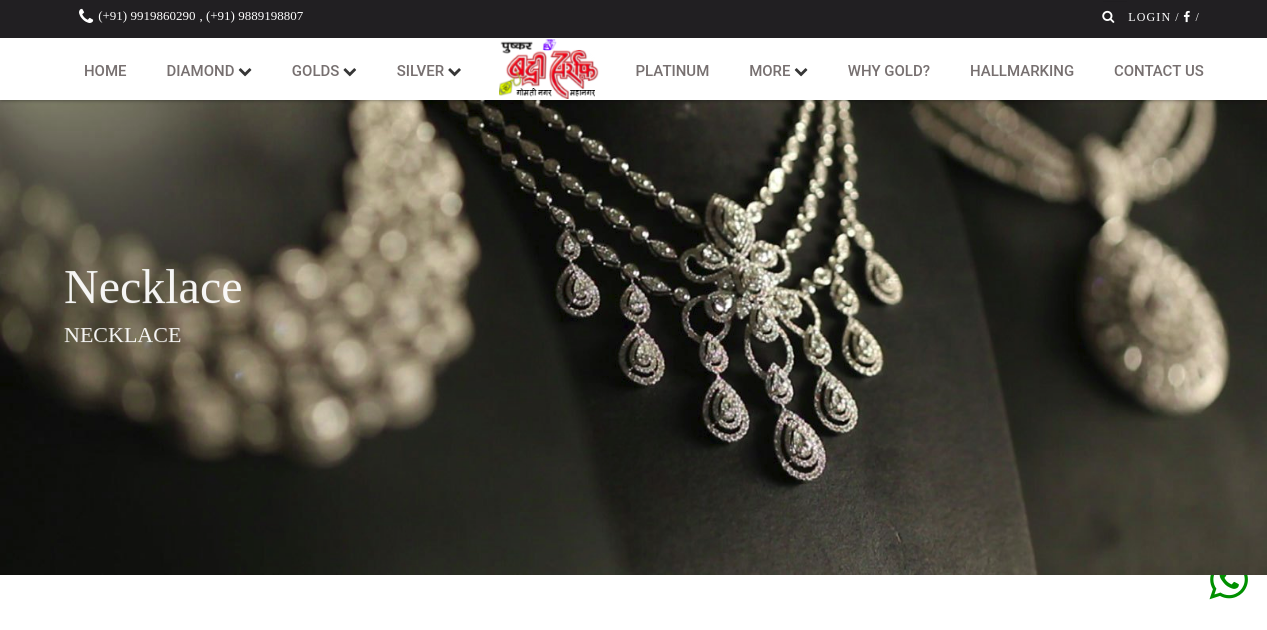 (+91) 9919860290 , (+91) 9889198807
LOGIN / f /
HOME
DIAMOND
GOLDS
SILVER
पुष्कर
बद्री सर्राफ
गोमती नगर महानगर
PLATINUM
MORE
WHY GOLD?
HALLMARKING
CONTACT US
Necklace
NECKLACE